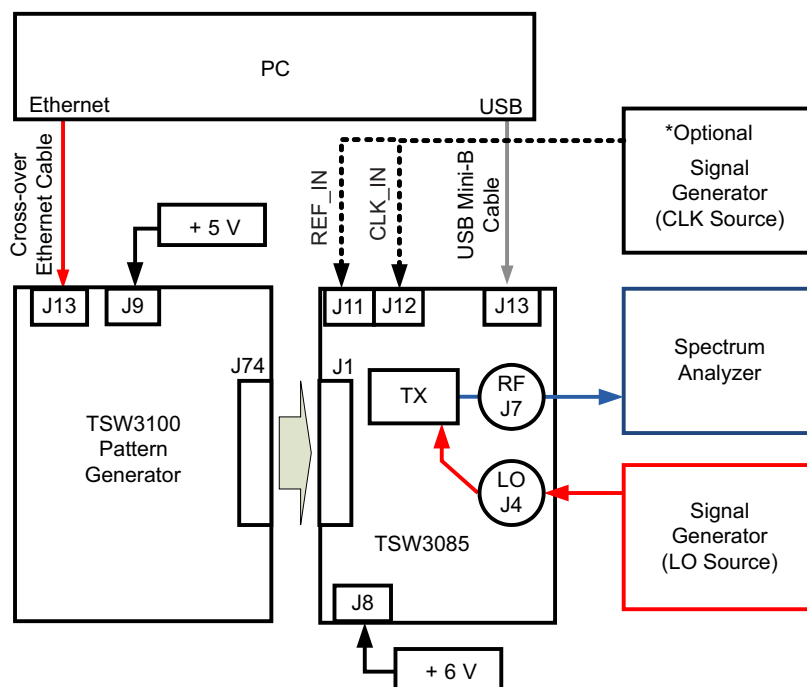 PC
Ethernet
USB
*Optional
Signal
Generator
(CLK Source)
Cross-over
Ethernet Cable
REF_IN
CLK_IN
USB Mini-B
Cable
+ 5 V
J13
J9
J11
J12
J13
J74
J1
TX
RF
J7
Spectrum
Analyzer
TSW3100
Pattern
Generator
LO
J4
Signal
Generator
(LO Source)
TSW3085
J8
+ 6 V